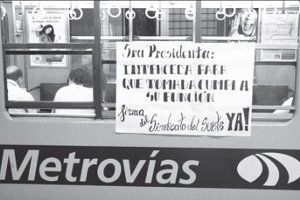 Sra Presidenta:
INTERCEDA PARA
QUE TOMADA CUMPLA
SU FUNCIÓN
firma del Sindicato del Subte YA!
Metrovías